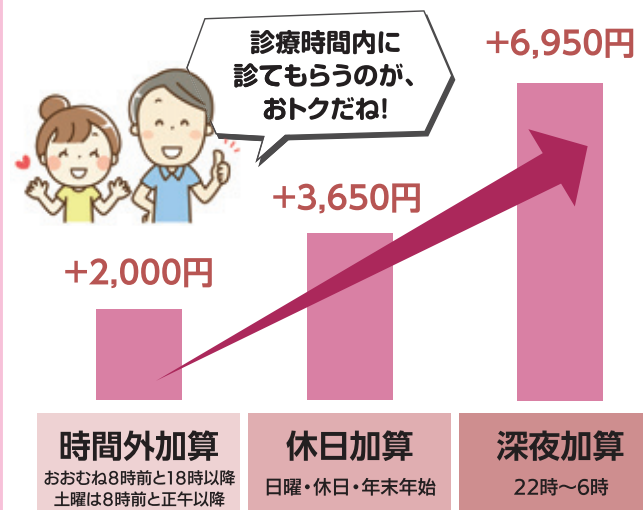 診療時間内に
診てもらうのが、
おトクだね!
+6,950円
+3,650円
+2,000円
時間外加算
おおむね8時前と18時以降
土曜は8時前と正午以降
休日加算
日曜・休日・年末年始
深夜加算
22時〜6時